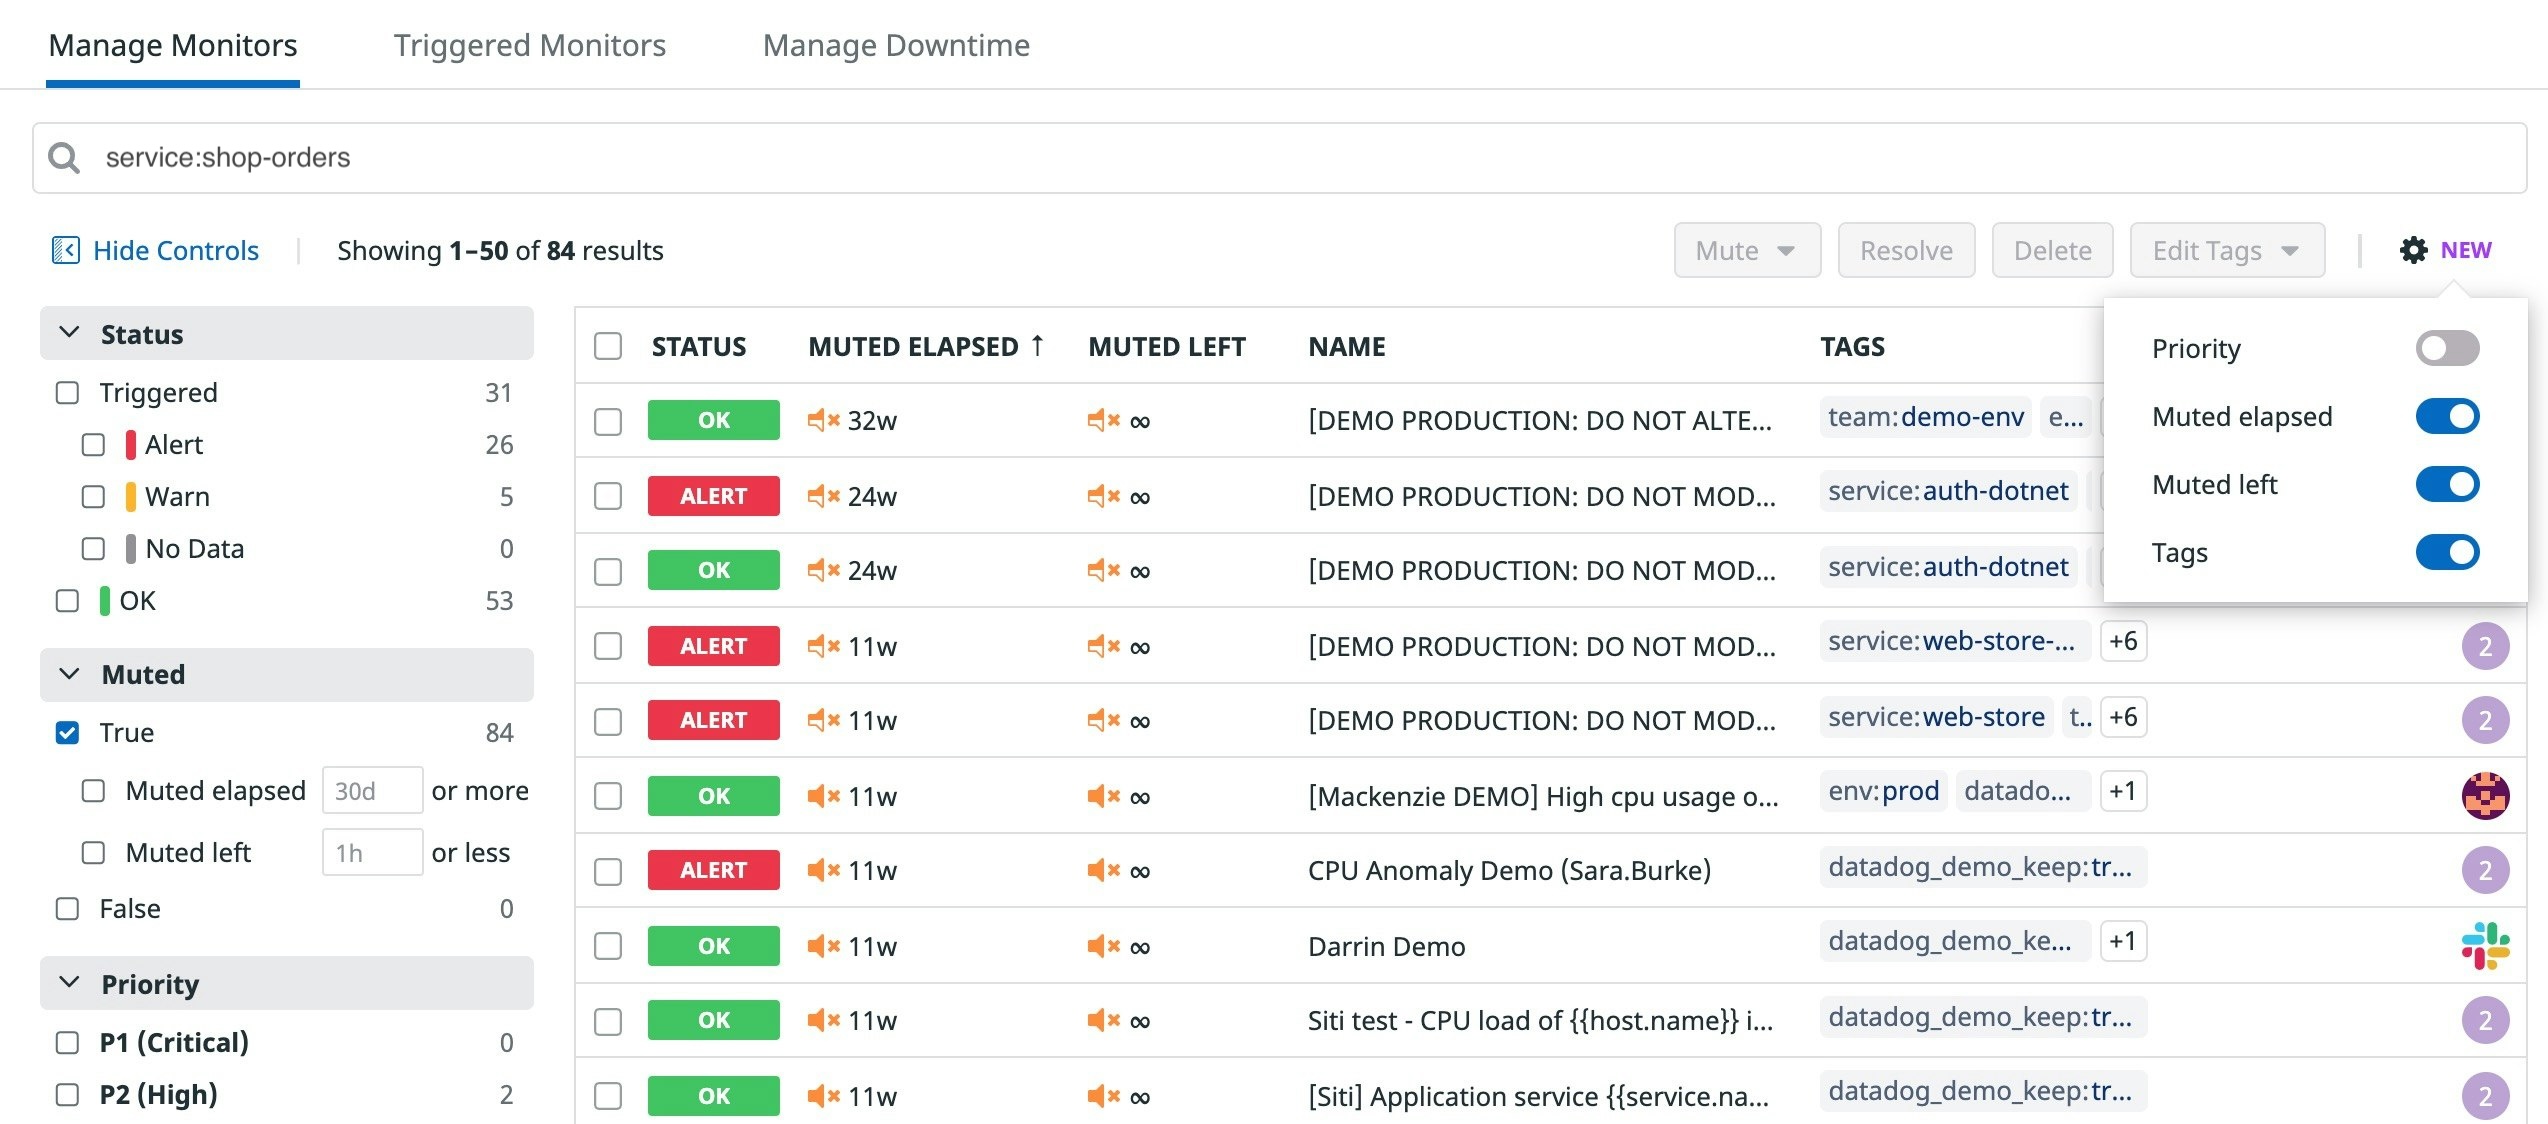 Manage Monitors Triggered Monitors Manage Downtime
service:shop-orders
Hide Controls Showing 1–50 of 84 results Mute Resolve Delete Edit Tags NEW
Status
Triggered 31
Alert 26
Warn 5
No Data 0
OK 53
Muted
True 84
Muted elapsed 30d or more
Muted left 1h or less
False 0
Priority
P1 (Critical) 0
P2 (High) 2
STATUS MUTED ELAPSED ↑ MUTED LEFT NAME TAGS
OK 32w ∞ [DEMO PRODUCTION: DO NOT ALTE... team:demo-env e...
ALERT 24w ∞ [DEMO PRODUCTION: DO NOT MOD... service:auth-dotnet
OK 24w ∞ [DEMO PRODUCTION: DO NOT MOD... service:auth-dotnet
ALERT 11w ∞ [DEMO PRODUCTION: DO NOT MOD... service:web-store-... +6 2
ALERT 11w ∞ [DEMO PRODUCTION: DO NOT MOD... service:web-store t.. +6 2
OK 11w ∞ [Mackenzie DEMO] High cpu usage o... env:prod datado... +1
ALERT 11w ∞ CPU Anomaly Demo (Sara.Burke) datadog_demo_keep:tr... 2
OK 11w ∞ Darrin Demo datadog_demo_ke... +1
OK 11w ∞ Siti test - CPU load of {{host.name}} i... datadog_demo_keep:tr... 2
OK 11w ∞ [Siti] Application service {{service.na... datadog_demo_keep:tr... 2
Priority
Muted elapsed
Muted left
Tags